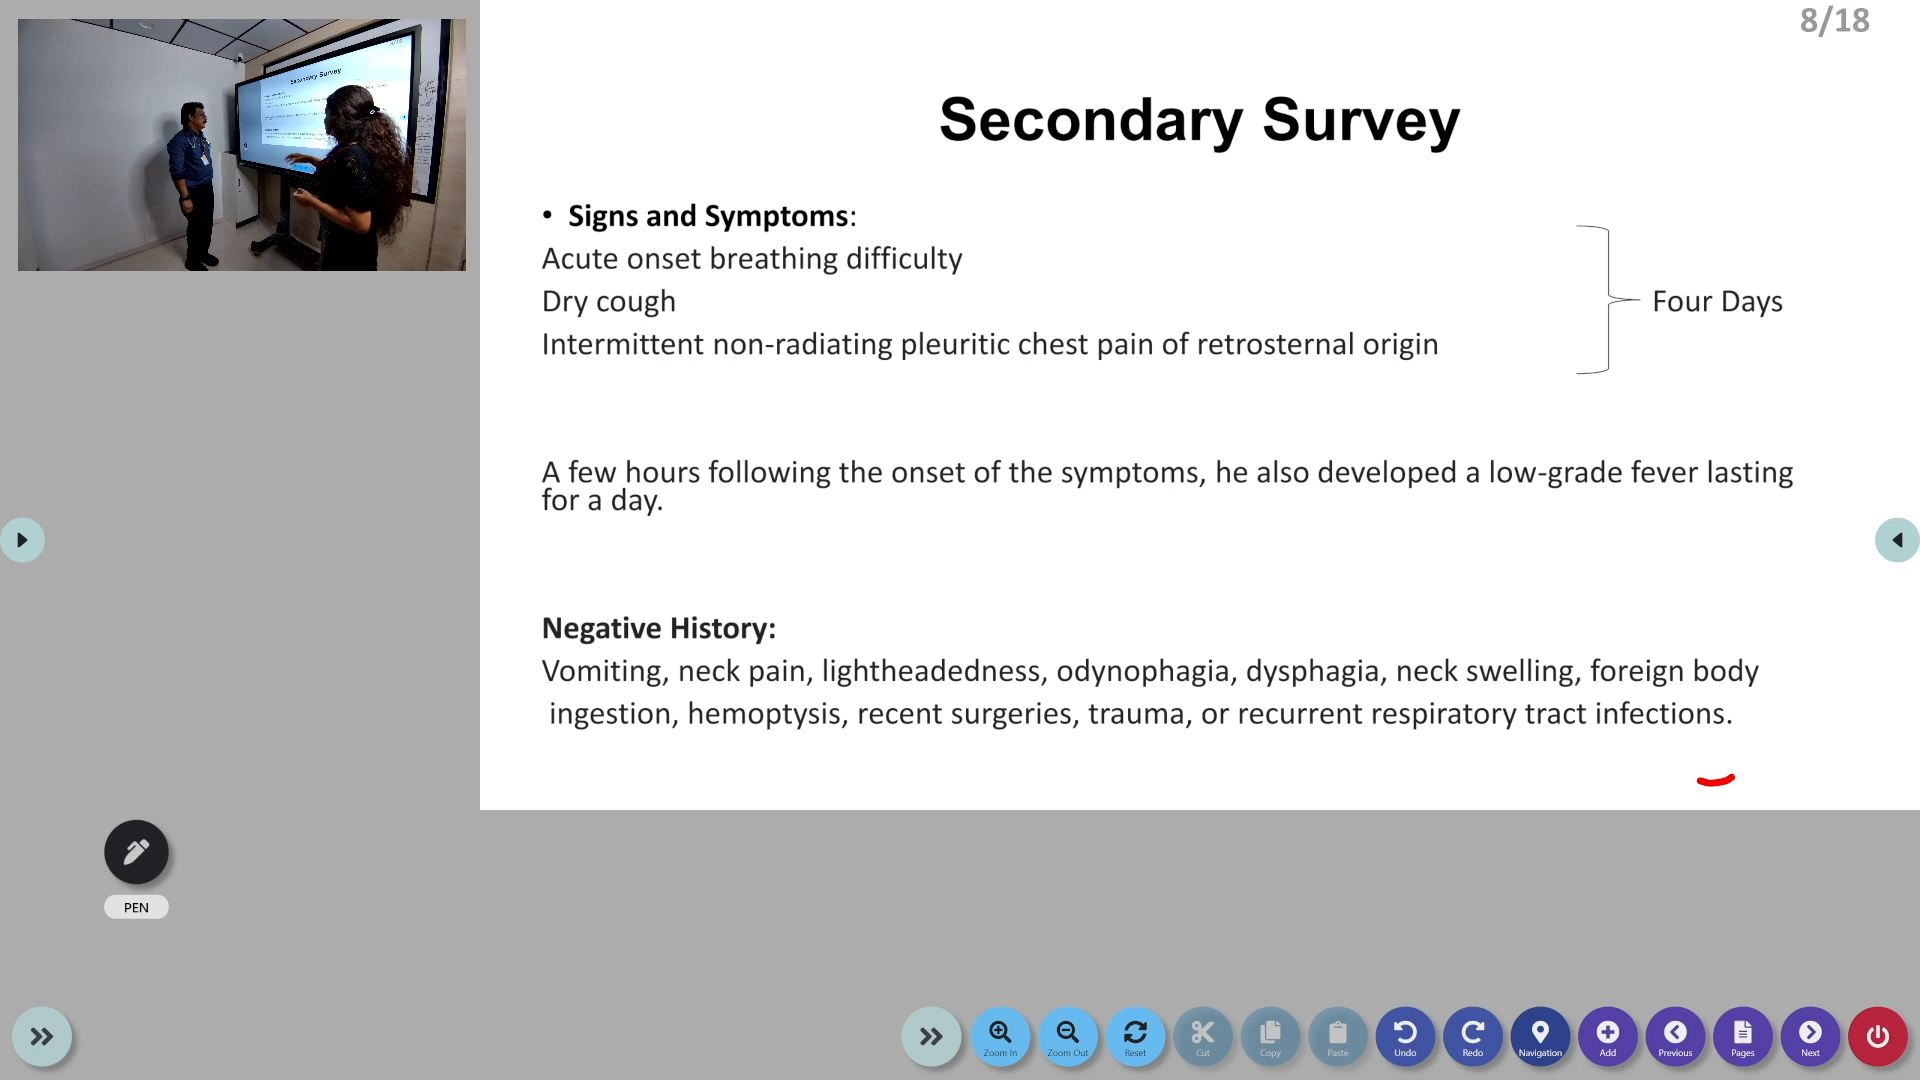 8/18
Secondary Survey
• Signs and Symptoms:
Acute onset breathing difficulty
Dry cough
Intermittent non-radiating pleuritic chest pain of retrosternal origin
Four Days
A few hours following the onset of the symptoms, he also developed a low-grade fever lasting
for a day.
Negative History:
Vomiting, neck pain, lightheadedness, odynophagia, dysphagia, neck swelling, foreign body
ingestion, hemoptysis, recent surgeries, trauma, or recurrent respiratory tract infections.
Secondary Survey
PEN
Zoom In
Zoom Out
Reset
Cut
Copy
Paste
Undo
Redo
Navigation
Add
Previous
Pages
Next